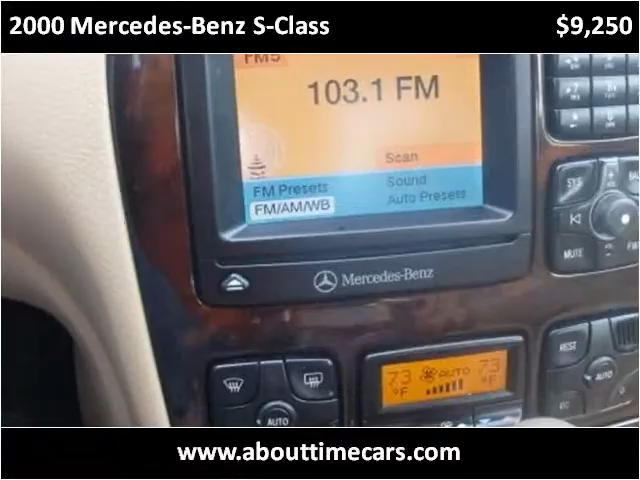 2000 Mercedes-Benz S-Class $9,250
FM5
103.1 FM
Scan
FM Presets Sound
FM/AM/WB Auto Presets
SYS
MUTE
Mercedes-Benz
REST
73 °F AUTO 73 °F
AUTO
AUTO
www.abouttimecars.com